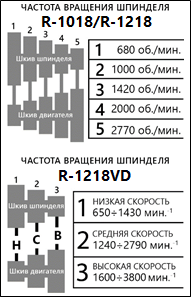 ЧАСТОТА ВРАЩЕНИЯ ШПИНДЕЛЯ
R-1018/R-1218
1 2 3 4 5
Шкив шпинделя
Шкив двигателя
1 680 об./мин.
2 1000 об./мин.
3 1420 об./мин.
4 2000 об./мин.
5 2770 об./мин.
ЧАСТОТА ВРАЩЕНИЯ ШПИНДЕЛЯ
R-1218VD
1 2 3
Шкив шпинделя
Н С В
Шкив двигателя
1 НИЗКАЯ СКОРОСТЬ
650÷1430 мин. -1
2 СРЕДНЯЯ СКОРОСТЬ
1240÷2790 мин. -1
3 ВЫСОКАЯ СКОРОСТЬ
1600÷3800 мин. -1